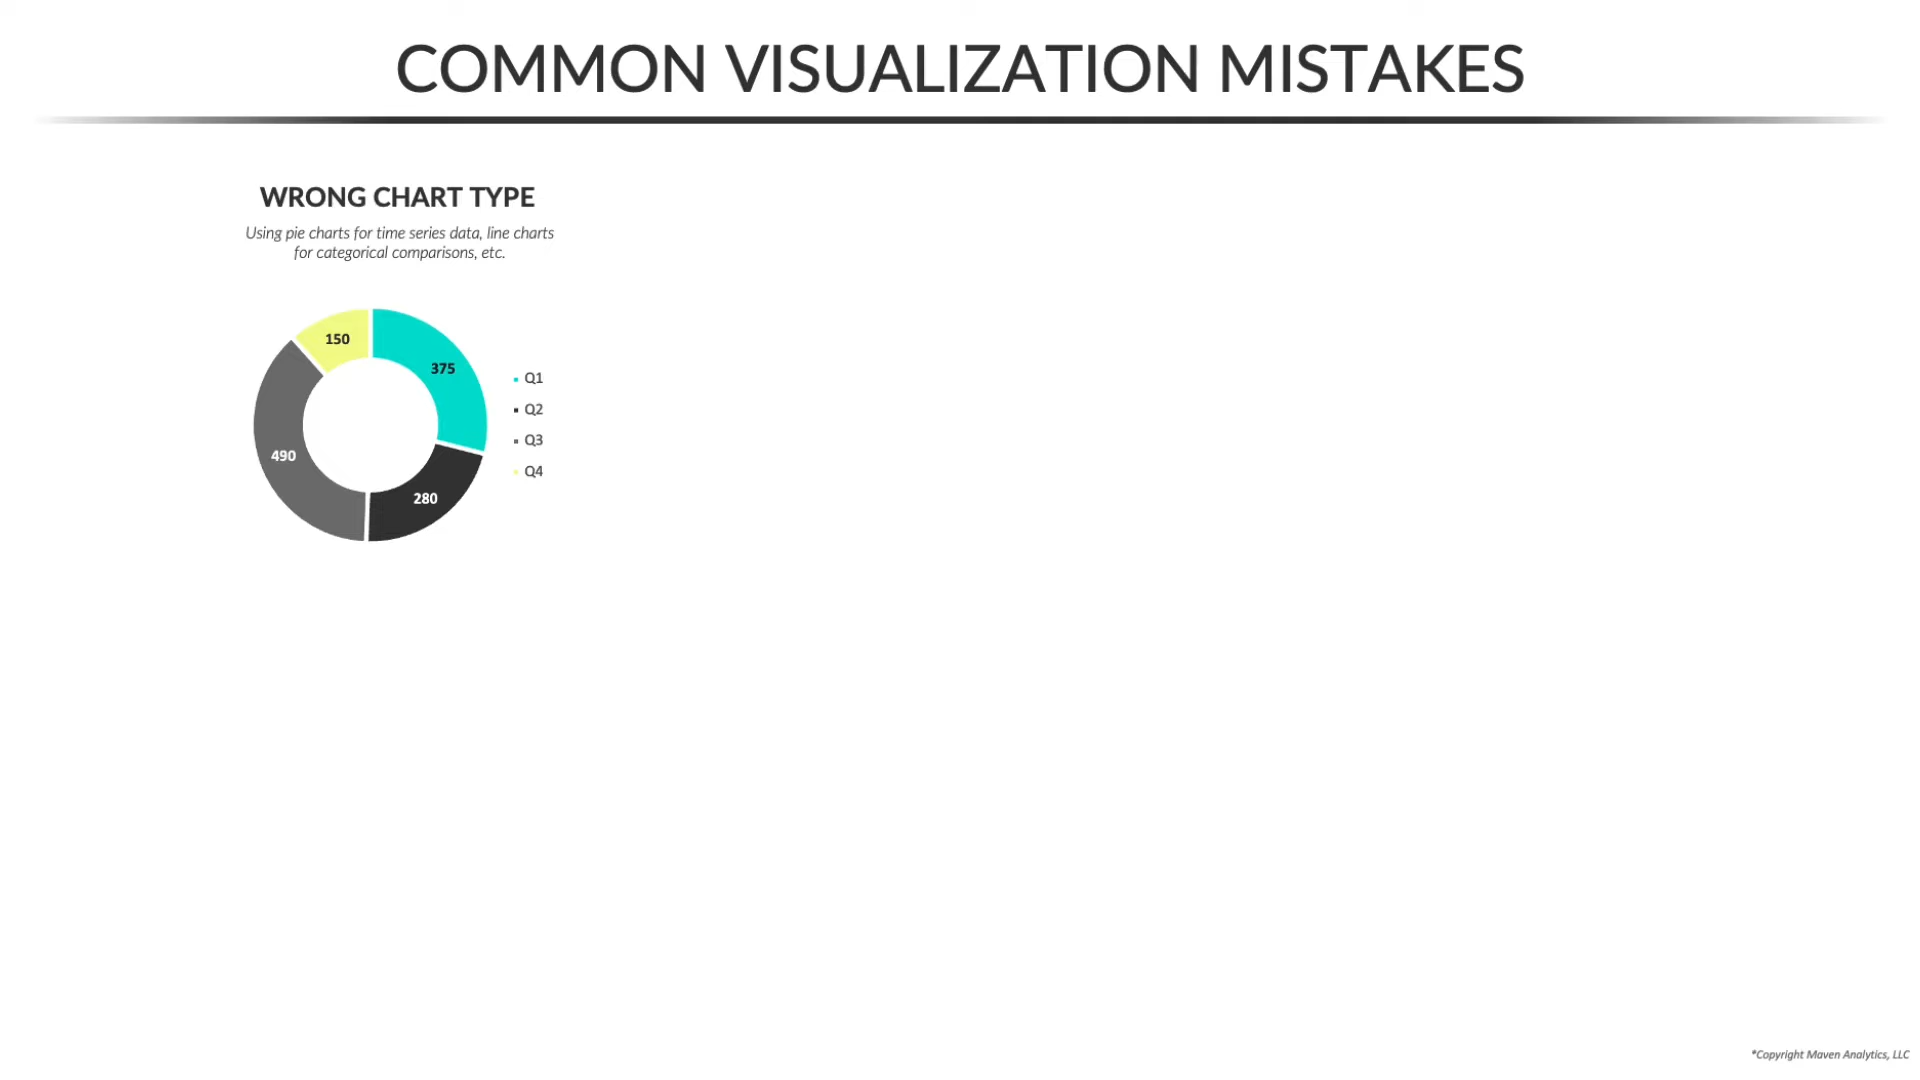 COMMON VISUALIZATION MISTAKES
WRONG CHART TYPE
Using pie charts for time series data, line charts
for categorical comparisons, etc.
150
375
490
280
Q1
Q2
Q3
Q4
*Copyright Maven Analytics, LLC